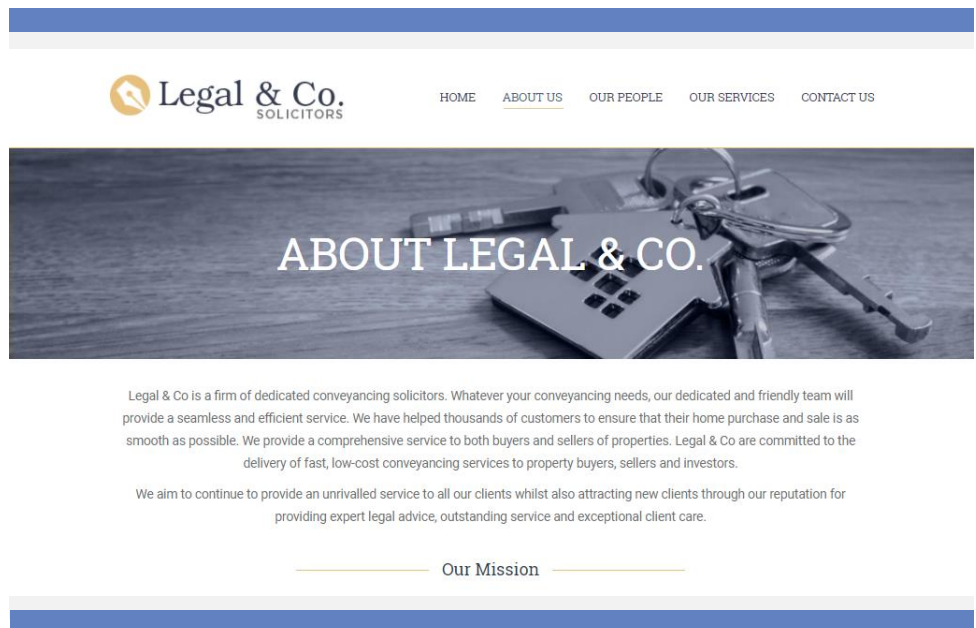 Legal & Co.
SOLICITORS
HOME ABOUT US OUR PEOPLE OUR SERVICES CONTACT US
ABOUT LEGAL & CO.
Legal & Co is a firm of dedicated conveyancing solicitors. Whatever your conveyancing needs, our dedicated and friendly team will
provide a seamless and efficient service. We have helped thousands of customers to ensure that their home purchase and sale is as
smooth as possible. We provide a comprehensive service to both buyers and sellers of properties. Legal & Co are committed to the
delivery of fast, low-cost conveyancing services to property buyers, sellers and investors.
We aim to continue to provide an unrivalled service to all our clients whilst also attracting new clients through our reputation for
providing expert legal advice, outstanding service and exceptional client care.
Our Mission